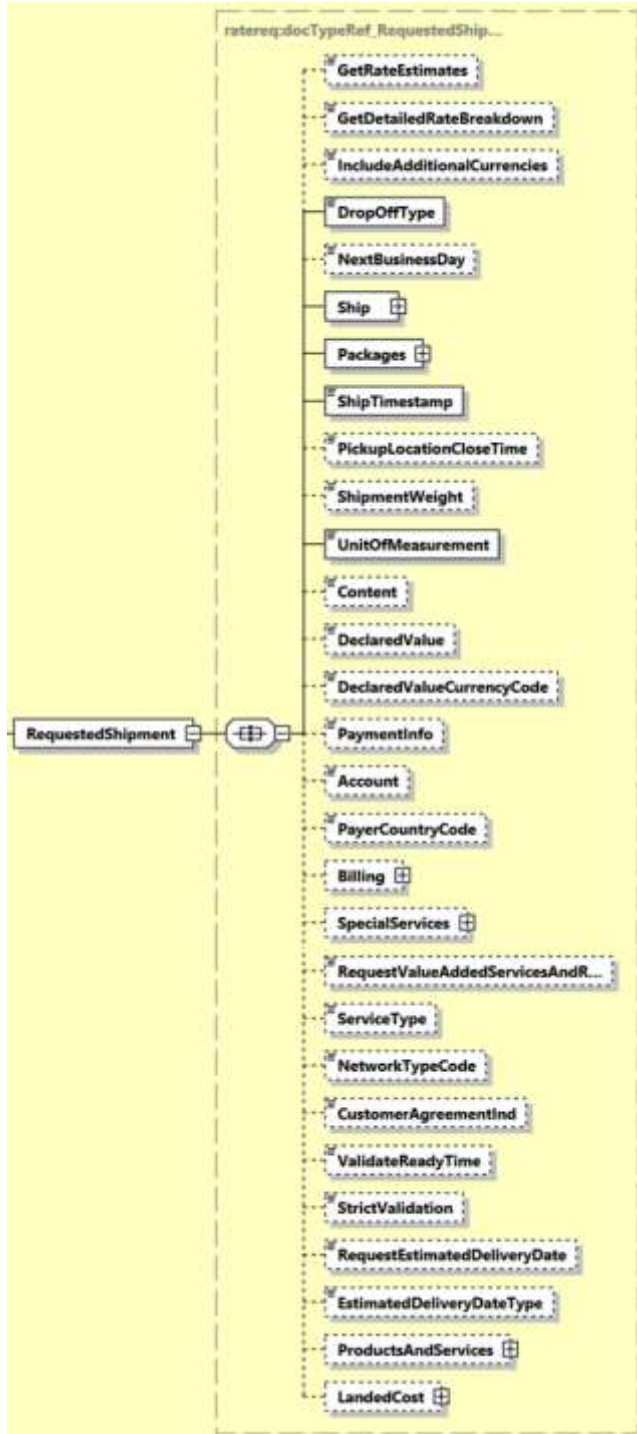 ratereq:docTypeRef_RequestedShip...
GetRateEstimates
GetDetailedRateBreakdown
IncludeAdditionalCurrencies
DropOffType
NextBusinessDay
Ship
Packages
ShipTimestamp
PickupLocationCloseTime
ShipmentWeight
UnitOfMeasurement
Content
DeclaredValue
DeclaredValueCurrencyCode
RequestedShipment
PaymentInfo
Account
PayerCountryCode
Billing
SpecialServices
RequestValueAddedServicesAndR...
ServiceType
NetworkTypeCode
CustomerAgreementInd
ValidateReadyTime
StrictValidation
RequestEstimatedDeliveryDate
EstimatedDeliveryDateType
ProductsAndServices
LandedCost